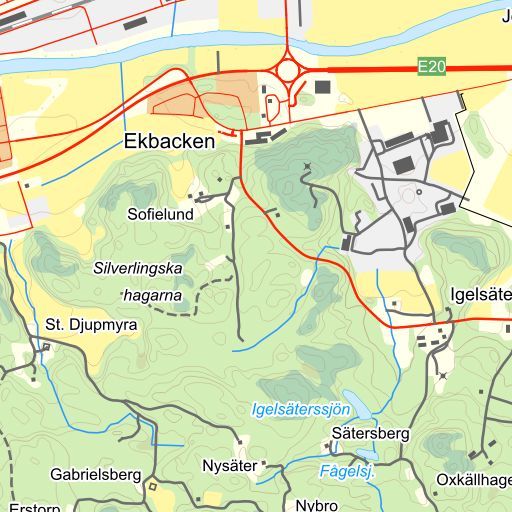 E20
Ekbacken
Sofielund
Silverlingska
hagarna
Igelsäte
St. Djupmyra
Igelsäterssjön
Sätersberg
Nysäter
Fågelsj.
Gabrielsberg
Oxkällhage
Nybro
Erstorp